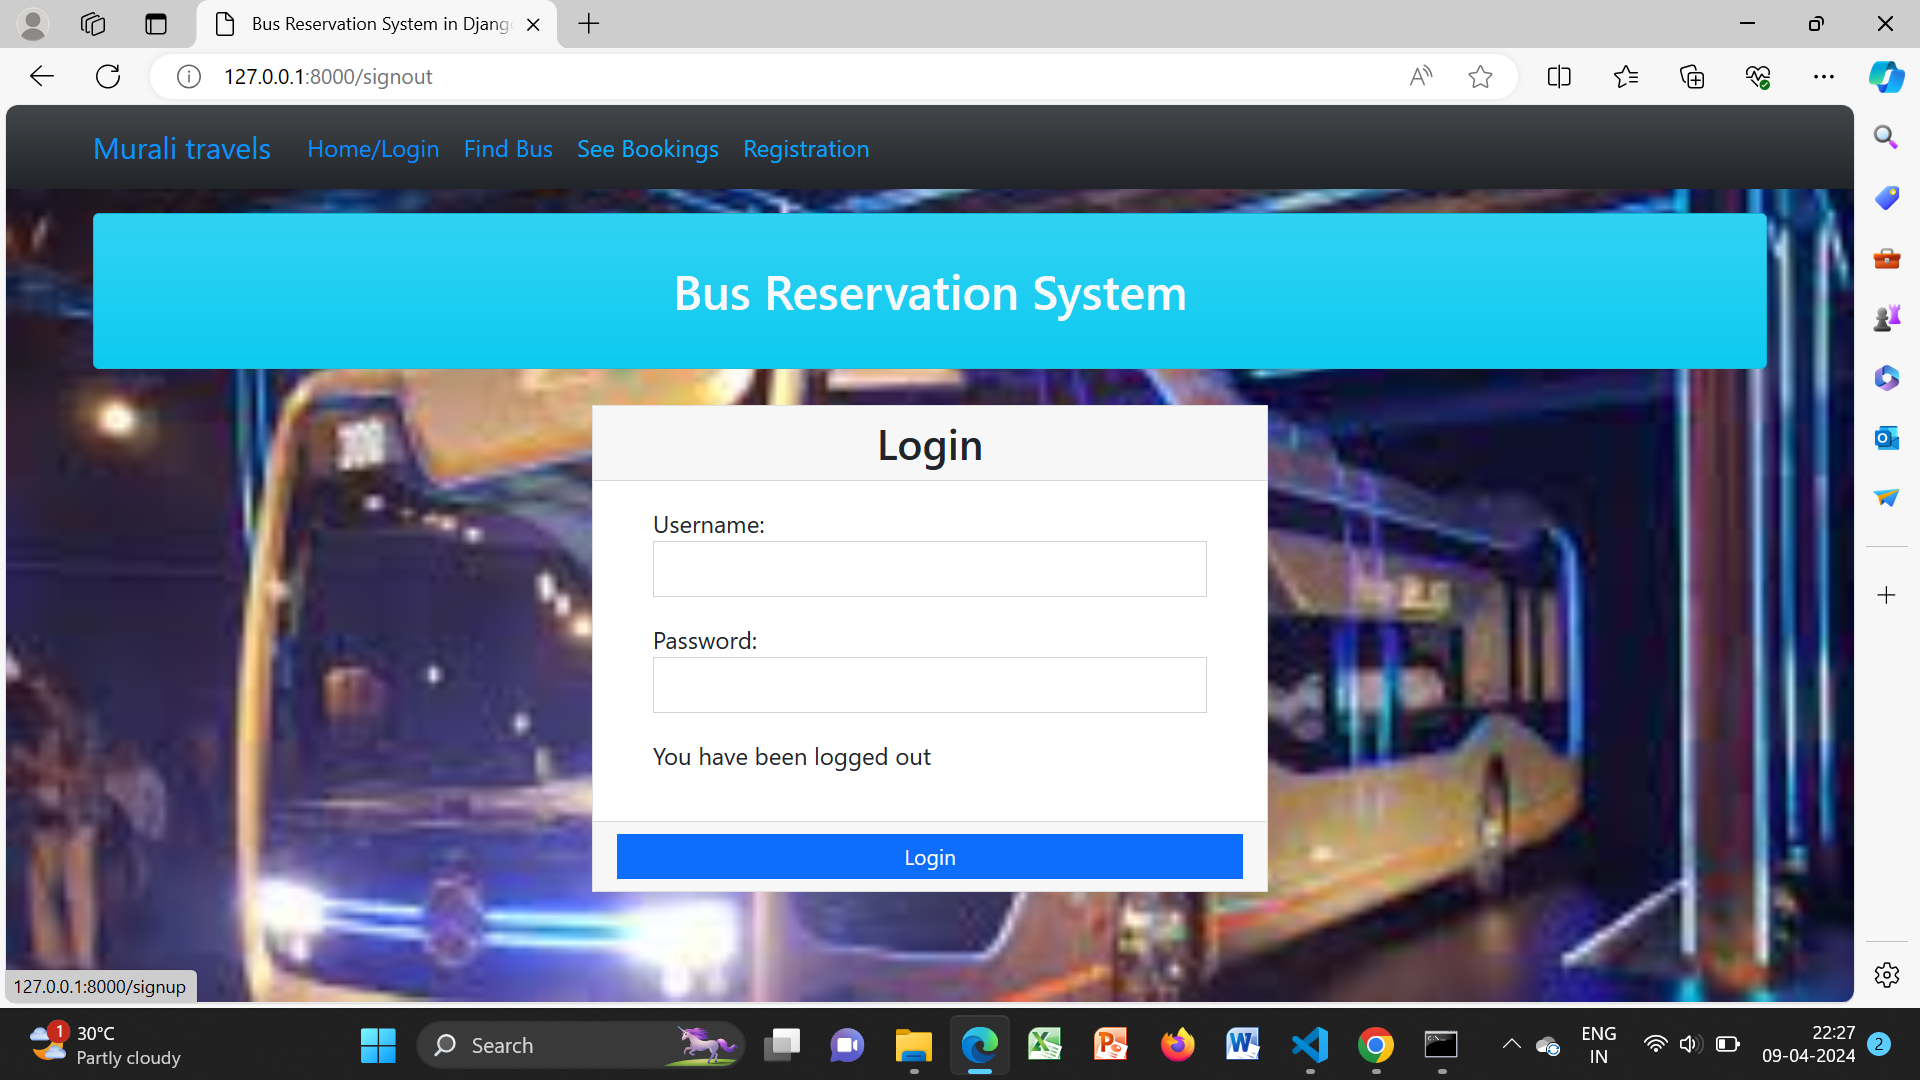 Bus Reservation System in Djang
127.0.0.1:8000/signout
Murali travels Home/Login Find Bus See Bookings Registration
Bus Reservation System
Login
Username:
Password:
You have been logged out
Login
127.0.0.1:8000/signup
1
30°C
Partly cloudy
Search
ENG
IN
22:27
09-04-2024
2